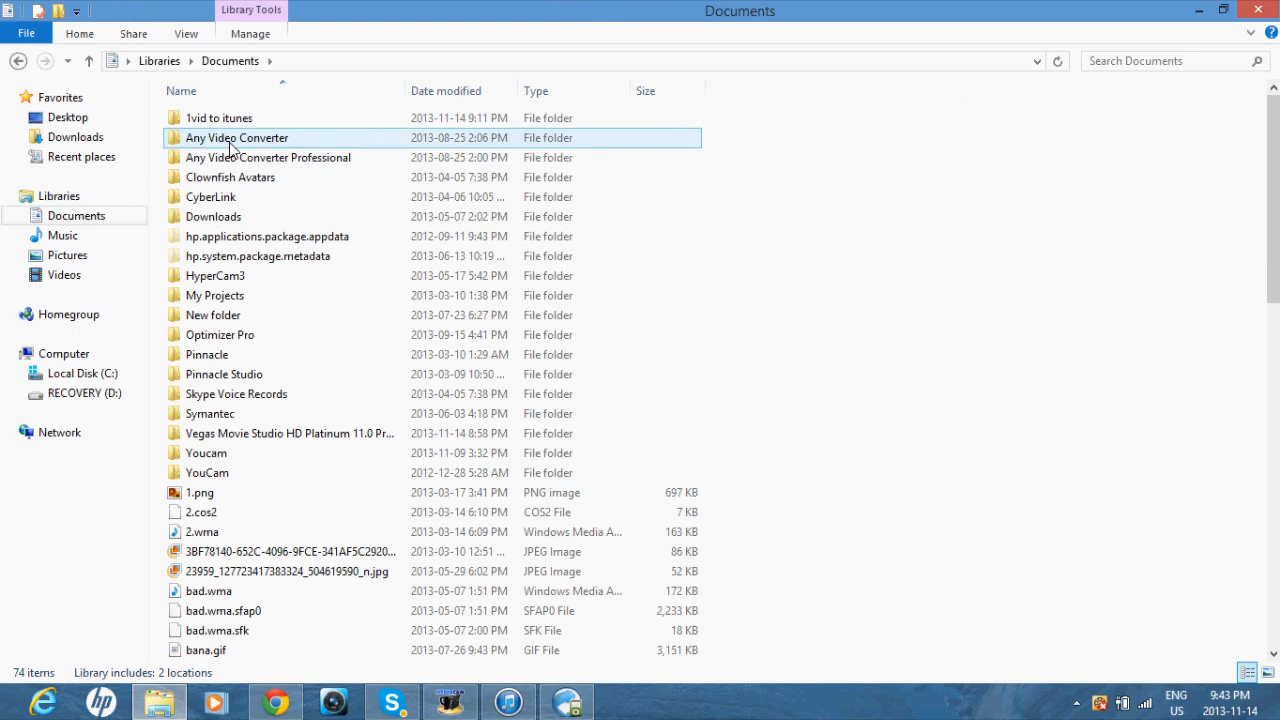 Library Tools
Documents
File Home Share View Manage
Libraries Documents Search Documents
Name Date modified Type Size
Favorites
Desktop
Downloads
Recent places
Libraries
Documents
Music
Pictures
Videos
Homegroup
Computer
Local Disk (C:)
RECOVERY (D:)
Network
1vid to itunes 2013-11-14 9:11 PM File folder
Any Video Converter 2013-08-25 2:06 PM File folder
Any Video Converter Professional 2013-08-25 2:00 PM File folder
Clownfish Avatars 2013-04-05 7:38 PM File folder
CyberLink 2013-04-06 10:05 ... File folder
Downloads 2013-05-07 2:02 PM File folder
hp.applications.package.appdata 2012-09-11 9:43 PM File folder
hp.system.package.metadata 2013-06-13 10:19 ... File folder
HyperCam3 2013-05-17 5:42 PM File folder
My Projects 2013-03-10 1:38 PM File folder
New folder 2013-07-23 6:27 PM File folder
Optimizer Pro 2013-09-15 4:41 PM File folder
Pinnacle 2013-03-10 1:29 AM File folder
Pinnacle Studio 2013-03-09 10:50 ... File folder
Skype Voice Records 2013-04-05 7:38 PM File folder
Symantec 2013-06-03 4:18 PM File folder
Vegas Movie Studio HD Platinum 11.0 Pr... 2013-11-14 8:58 PM File folder
Youcam 2013-11-09 3:32 PM File folder
YouCam 2012-12-28 5:28 AM File folder
1.png 2013-03-17 3:41 PM PNG image 697 KB
2.cos2 2013-03-14 6:10 PM COS2 File 7 KB
2.wma 2013-03-14 6:09 PM Windows Media A... 163 KB
3BF78140-652C-4096-9FCE-341AF5C2920... 2013-03-10 12:51 ... JPEG Image 86 KB
23959_127723417383324_504619590_n.jpg 2013-05-29 6:02 PM JPEG Image 52 KB
bad.wma 2013-05-07 1:51 PM Windows Media A... 172 KB
bad.wma.sfap0 2013-05-07 1:51 PM SFAP0 File 2,233 KB
bad.wma.sfk 2013-05-07 2:00 PM SFK File 18 KB
bana.gif 2013-07-26 9:43 PM GIF File 3,151 KB
74 items Library includes: 2 locations
hp
HYPERCAM
ENG 9:43 PM
US 2013-11-14